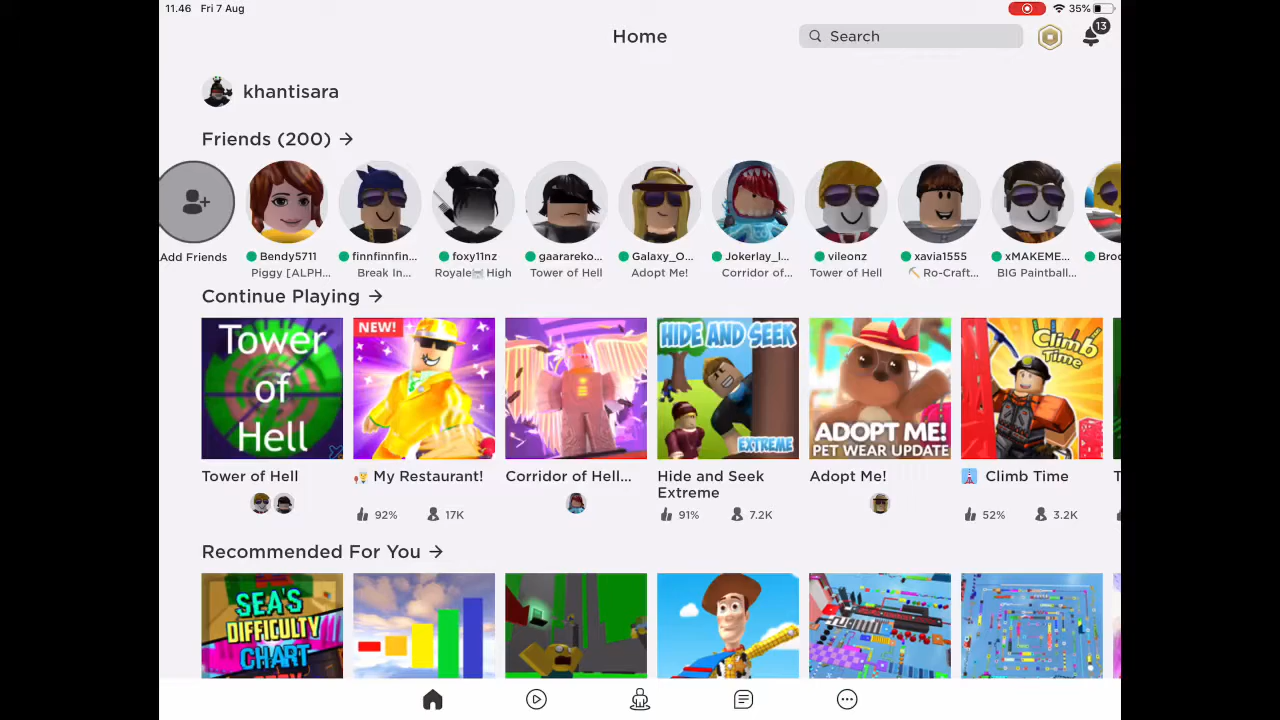 11.46 Fri 7 Aug
35%
Home
Search
13
khantisara
Friends (200) →
Add Friends
Bendy5711
Piggy [ALPH...
finnfinnfin...
Break In...
foxy11nz
Royale High
gaarareko...
Tower of Hell
Galaxy_O...
Adopt Me!
Jokerlay_l...
Corridor of...
vileonz
Tower of Hell
xavia1555
Ro-Craft...
xMAKEME...
BIG Paintball...
Broo
Continue Playing →
Tower
of
Hell
NEW!
HIDE AND SEEK
EXTREME
ADOPT ME!
PET WEAR UPDATE
Climb
Time
Tower of Hell
My Restaurant!
92% 17K
Corridor of Hell...
Hide and Seek
Extreme
91% 7.2K
Adopt Me!
Climb Time
52% 3.2K
Recommended For You →
SEA'S
DIFFICULTY
CHART